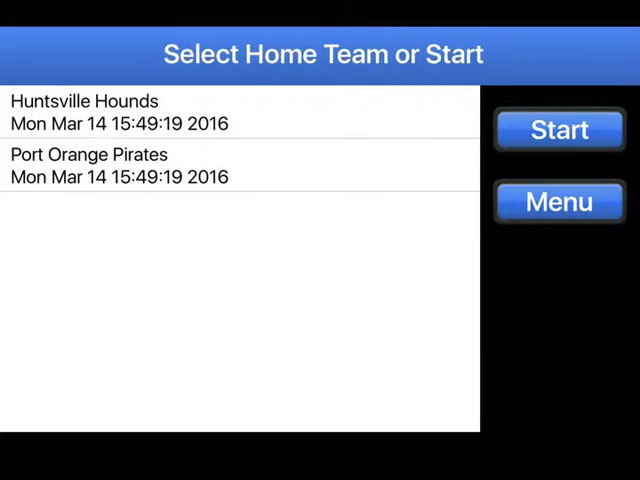 Select Home Team or Start
Huntsville Hounds
Mon Mar 14 15:49:19 2016
Port Orange Pirates
Mon Mar 14 15:49:19 2016
Start
Menu